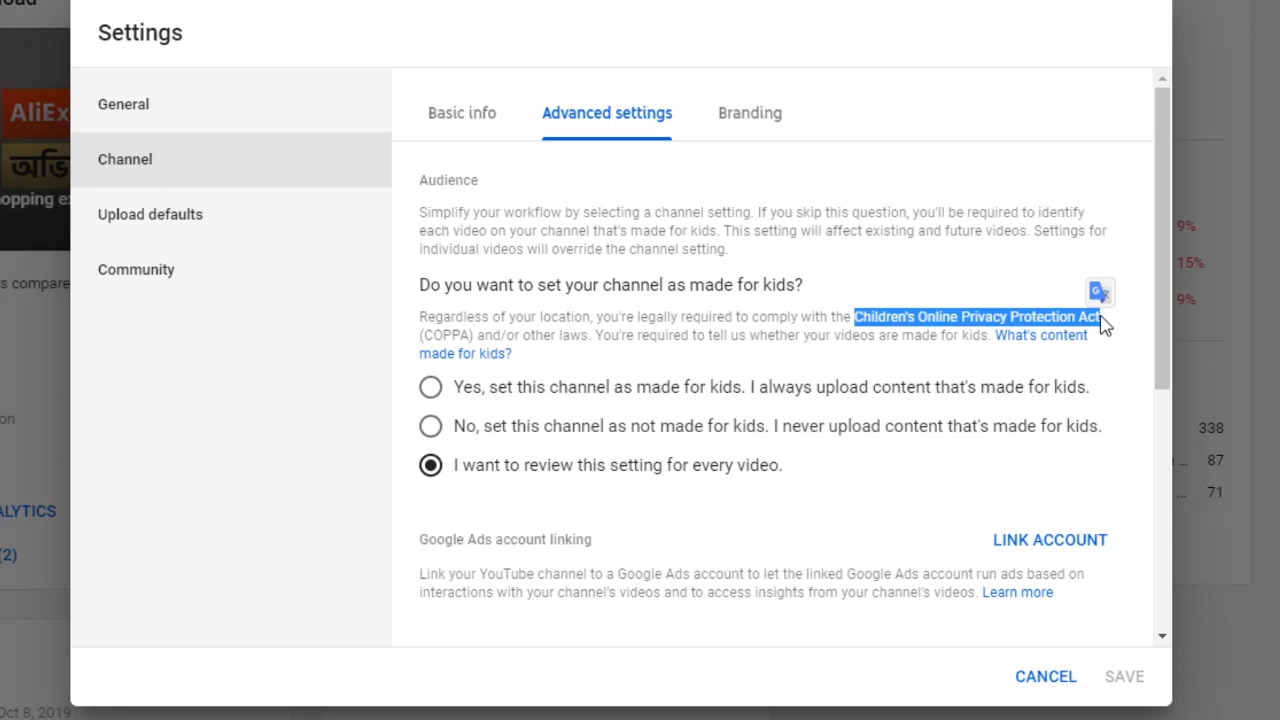 Settings
General
Channel
Upload defaults
Community
Basic info
Advanced settings
Branding
Audience
Simplify your workflow by selecting a channel setting. If you skip this question, you'll be required to identify
each video on your channel that's made for kids. This setting will affect existing and future videos. Settings for
individual videos will override the channel setting.
Do you want to set your channel as made for kids?
Regardless of your location, you're legally required to comply with the Children's Online Privacy Protection Act
(COPPA) and/or other laws. You're required to tell us whether your videos are made for kids. What's content
made for kids?
Yes, set this channel as made for kids. I always upload content that's made for kids.
No, set this channel as not made for kids. I never upload content that's made for kids.
I want to review this setting for every video.
Google Ads account linking
LINK ACCOUNT
Link your YouTube channel to a Google Ads account to let the linked Google Ads account run ads based on
interactions with your channel's videos and to access insights from your channel's videos. Learn more
CANCEL
SAVE
AliEx
অভি
hopping ex
s compare
on
ALYTICS
(2)
Oct 8, 2019
9%
15%
9%
338
87
71